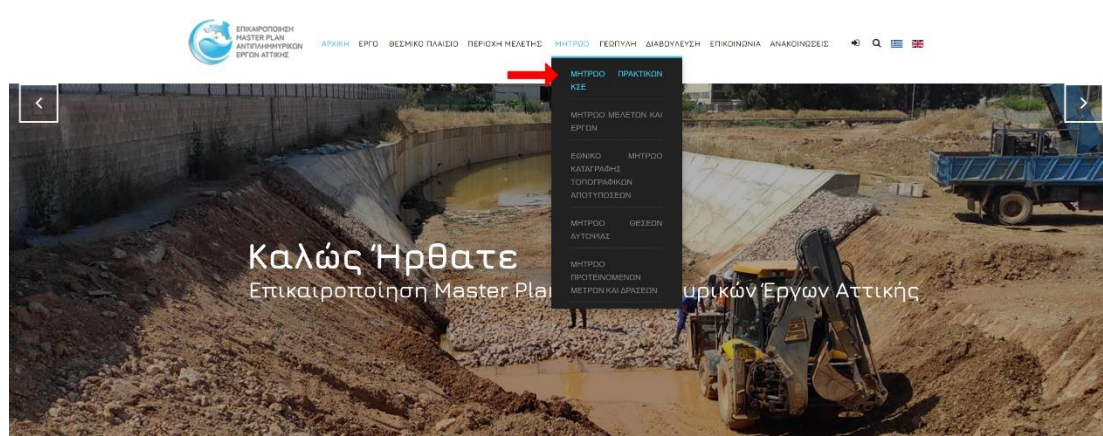 ΕΠΙΚΑΙΡΟΠΟΙΗΣΗ
MASTER PLAN
ΑΝΤΙΠΛΗΜΜΥΡΙΚΩΝ
ΕΡΓΩΝ ΑΤΤΙΚΗΣ
ΑΡΧΙΚΗ ΕΡΓΟ ΘΕΣΜΙΚΟ ΠΛΑΙΣΙΟ ΠΕΡΙΟΧΗ ΜΕΛΕΤΗΣ ΜΗΤΡΩΟ ΓΕΩΠΥΛΗ ΔΙΑΒΟΥΛΕΥΣΗ ΕΠΙΚΟΙΝΩΝΙΑ ΑΝΑΚΟΙΝΩΣΕΙΣ
ΜΗΤΡΩΟ ΠΡΑΚΤΙΚΩΝ
ΚΣΕ
ΜΗΤΡΩΟ ΜΕΛΕΤΩΝ ΚΑΙ
ΕΡΓΩΝ
ΕΘΝΙΚΟ ΜΗΤΡΩΟ
ΚΑΤΑΓΡΑΦΗΣ
ΤΟΠΟΓΡΑΦΙΚΩΝ
ΑΠΟΤΥΠΩΣΕΩΝ
ΜΗΤΡΩΟ ΘΕΣΕΩΝ
ΑΥΤΟΨΙΑΣ
ΜΗΤΡΩΟ
ΠΡΟΤΕΙΝΟΜΕΝΩΝ
ΜΕΤΡΩΝ ΚΑΙ ΔΡΑΣΕΩΝ
Καλώς Ήρθατε
Επικαιροποίηση Master Pla υρικών Έργων Αττικής